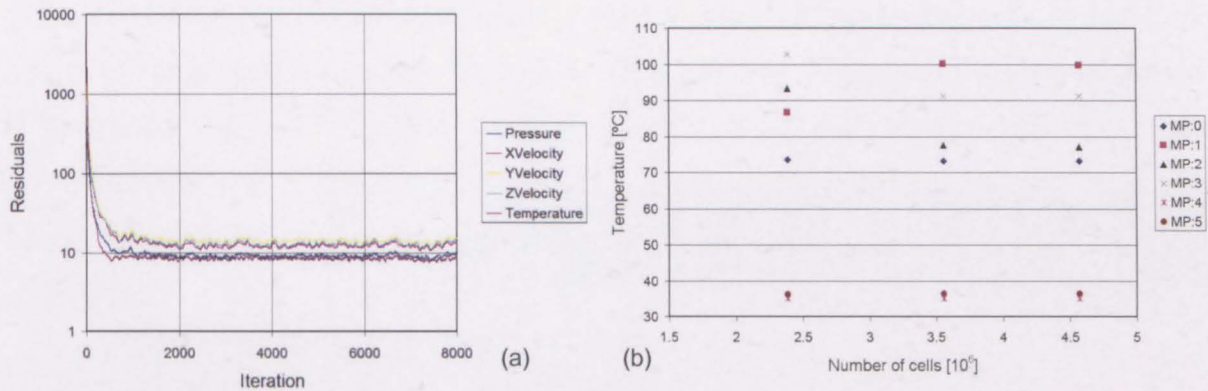 10000
1000
100
10
1
Residuals
0
2000
4000
6000
8000
Iteration
Pressure
XVelocity
YVelocity
ZVelocity
Temperature
(a)
(b)
110
100
90
80
70
60
50
40
30
Temperature [ºC]
1.5
2
2.5
3
3.5
4
4.5
5
Number of cells [10⁶]
MP:0
MP:1
MP:2
MP:3
MP:4
MP:5